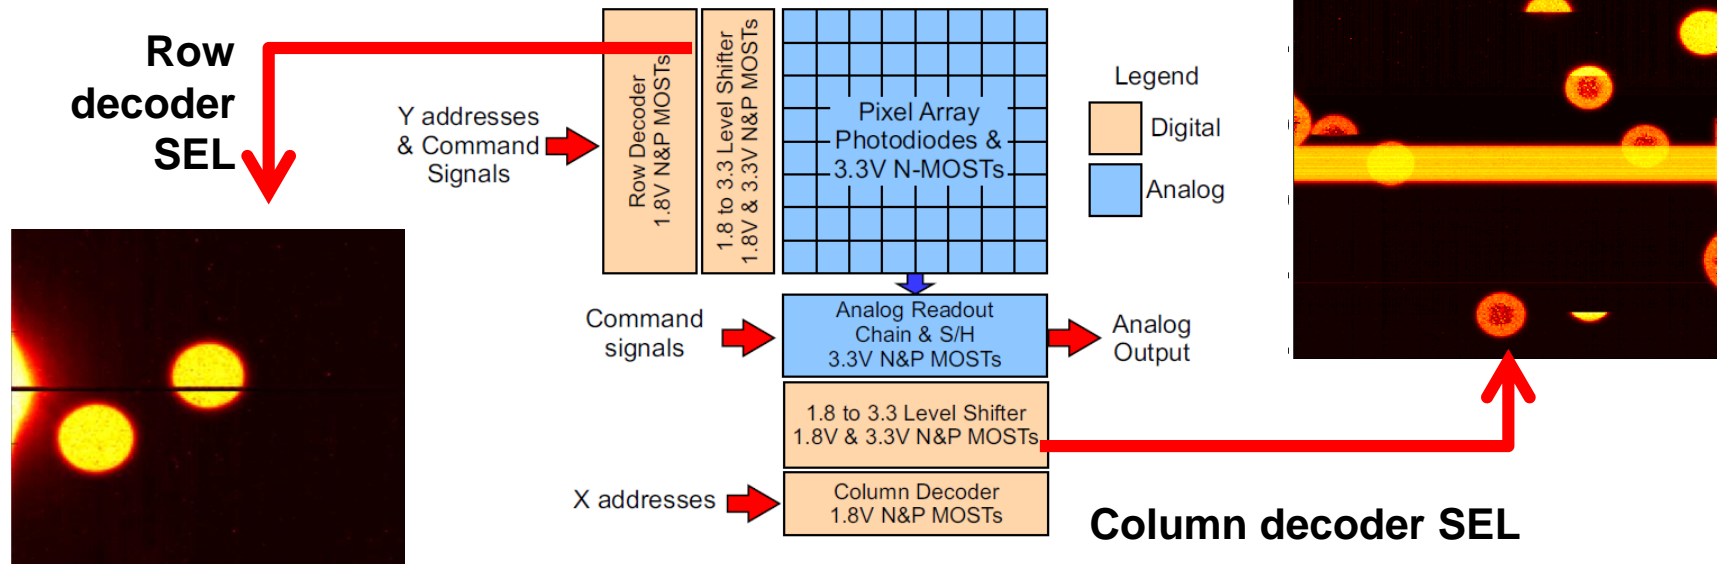 Row
decoder
SEL
Y addresses
& Command
Signals
Row Decoder
1.8V N&P MOSTs
1.8 to 3.3 Level Shifter
1.8V & 3.3V N&P MOSTs
Pixel Array
Photodiodes &
3.3V N-MOSTs
Legend
Digital
Analog
Command
signals
Analog Readout
Chain & S/H
3.3V N&P MOSTs
Analog
Output
1.8 to 3.3 Level Shifter
1.8V & 3.3V N&P MOSTs
X addresses
Column Decoder
1.8V N&P MOSTs
Column decoder SEL